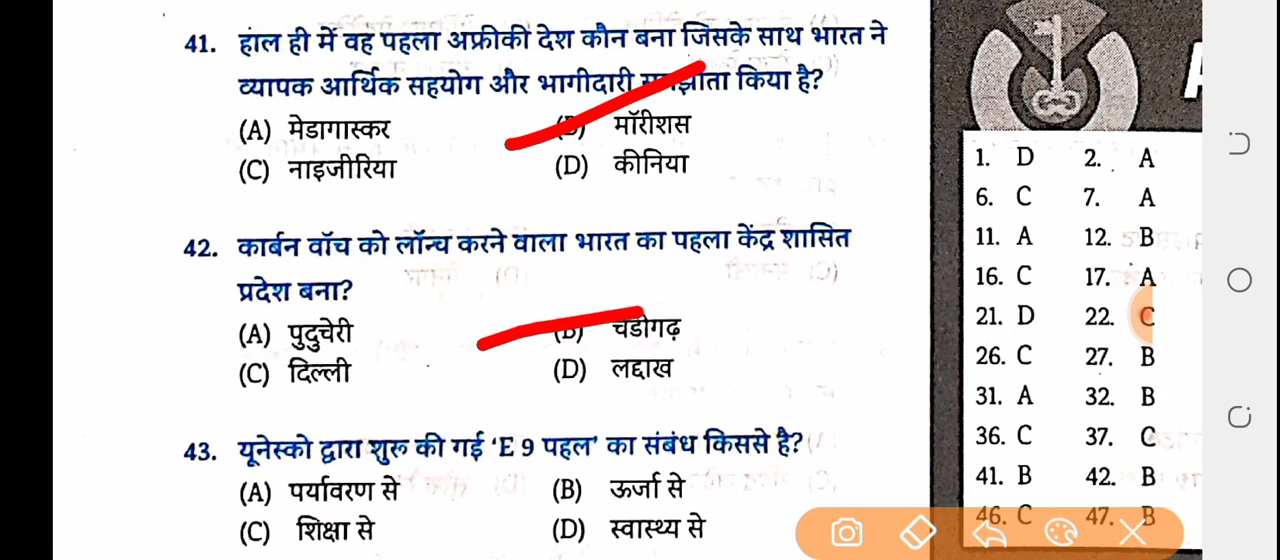 41. हाल ही में वह पहला अफ्रीकी देश कौन बना जिसके साथ भारत ने
व्यापक आर्थिक सहयोग और भागीदारी समझौता किया है?
(A) मेडागास्कर (B) मॉरीशस
(C) नाइजीरिया (D) कीनिया
42. कार्बन वॉच को लॉन्च करने वाला भारत का पहला केंद्र शासित
प्रदेश बना?
(A) पुदुचेरी (B) चंडीगढ़
(C) दिल्ली (D) लद्दाख
43. यूनेस्को द्वारा शुरू की गई ‘E 9 पहल’ का संबंध किससे है?
(A) पर्यावरण से (B) ऊर्जा से
(C) शिक्षा से (D) स्वास्थ्य से
1. D 2. A
6. C 7. A
11. A 12. B
16. C 17. A
21. D 22. C
26. C 27. B
31. A 32. B
36. C 37. C
41. B 42. B
46. C 47. B